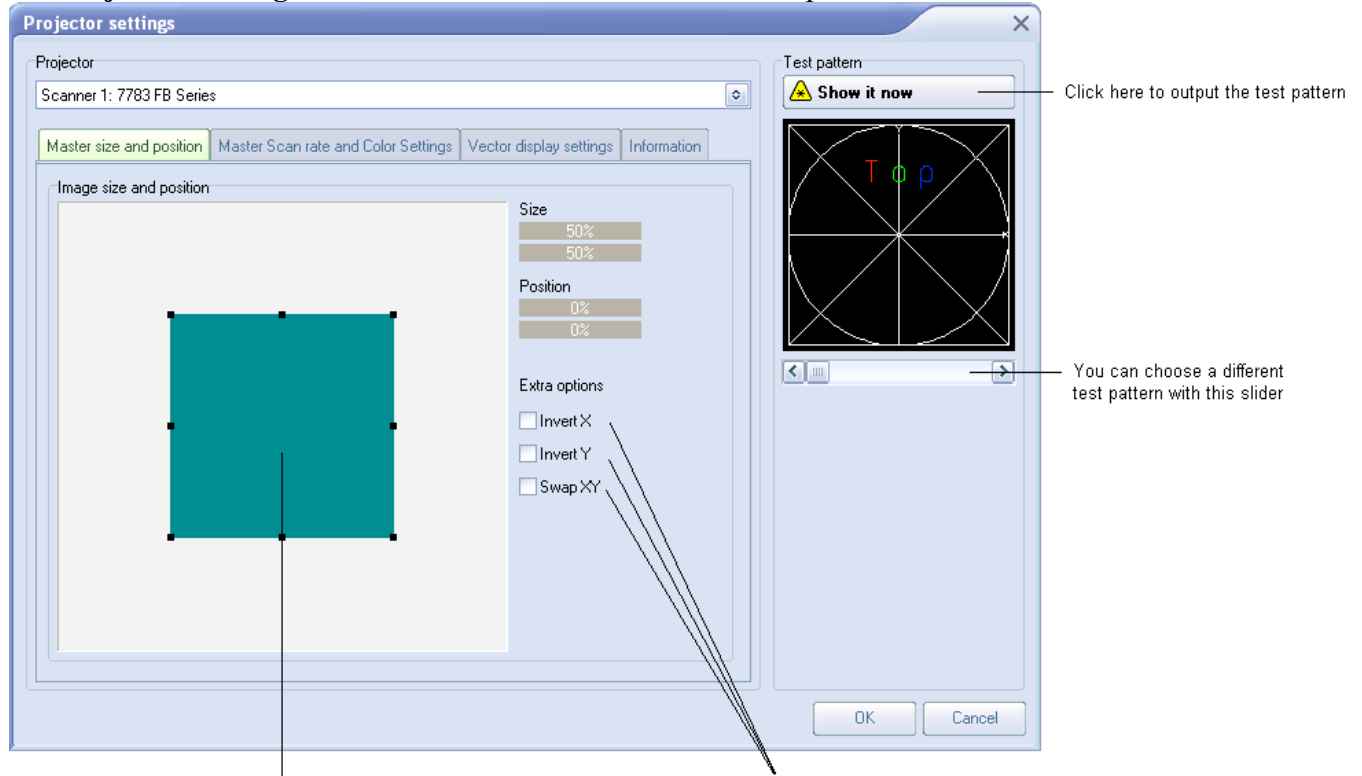 Projector settings
Projector
Scanner 1: 7783 FB Series
Master size and position
Master Scan rate and Color Settings
Vector display settings
Information
Image size and position
Size
50%
50%
Position
0%
0%
Extra options
Invert X
Invert Y
Swap XY
Test pattern
Show it now
Click here to output the test pattern
Top
You can choose a different
test pattern with this slider
OK
Cancel